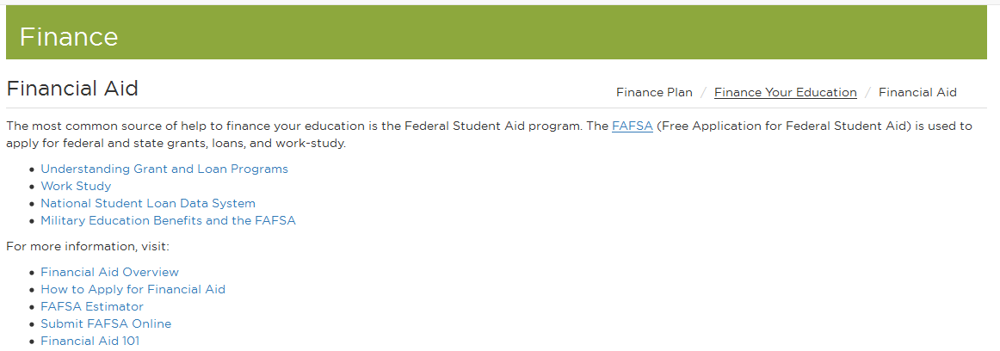 Finance
Financial Aid
Finance Plan / Finance Your Education / Financial Aid
The most common source of help to finance your education is the Federal Student Aid program. The FAFSA (Free Application for Federal Student Aid) is used to
apply for federal and state grants, loans, and work-study.
• Understanding Grant and Loan Programs
• Work Study
• National Student Loan Data System
• Military Education Benefits and the FAFSA
For more information, visit:
• Financial Aid Overview
• How to Apply for Financial Aid
• FAFSA Estimator
• Submit FAFSA Online
• Financial Aid 101